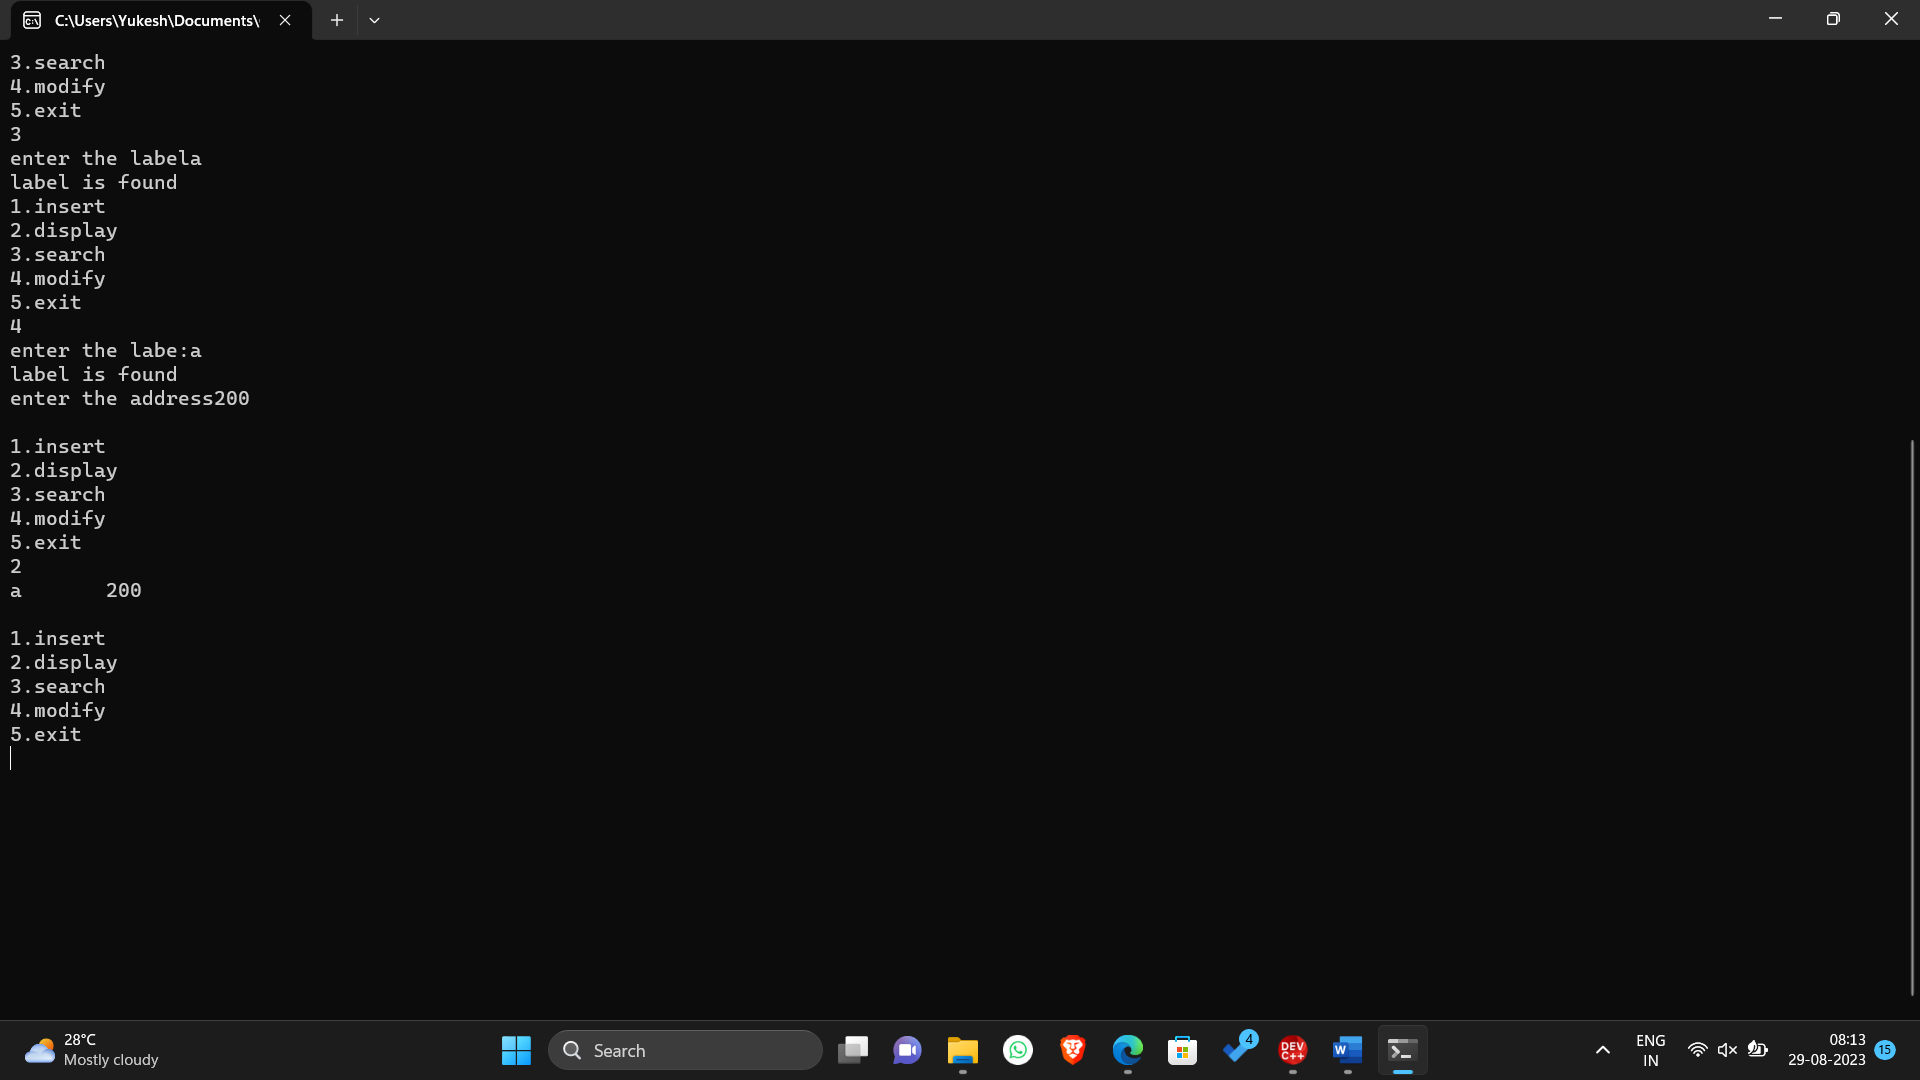 C:\Users\Yukesh\Documents\
3.search
4.modify
5.exit
3
enter the labela
label is found
1.insert
2.display
3.search
4.modify
5.exit
4
enter the labe:a
label is found
enter the address200
1.insert
2.display
3.search
4.modify
5.exit
2
a 200
1.insert
2.display
3.search
4.modify
5.exit
28°C
Mostly cloudy
Search
4
DEV
C++
W
ENG
IN
08:13
29-08-2023
15